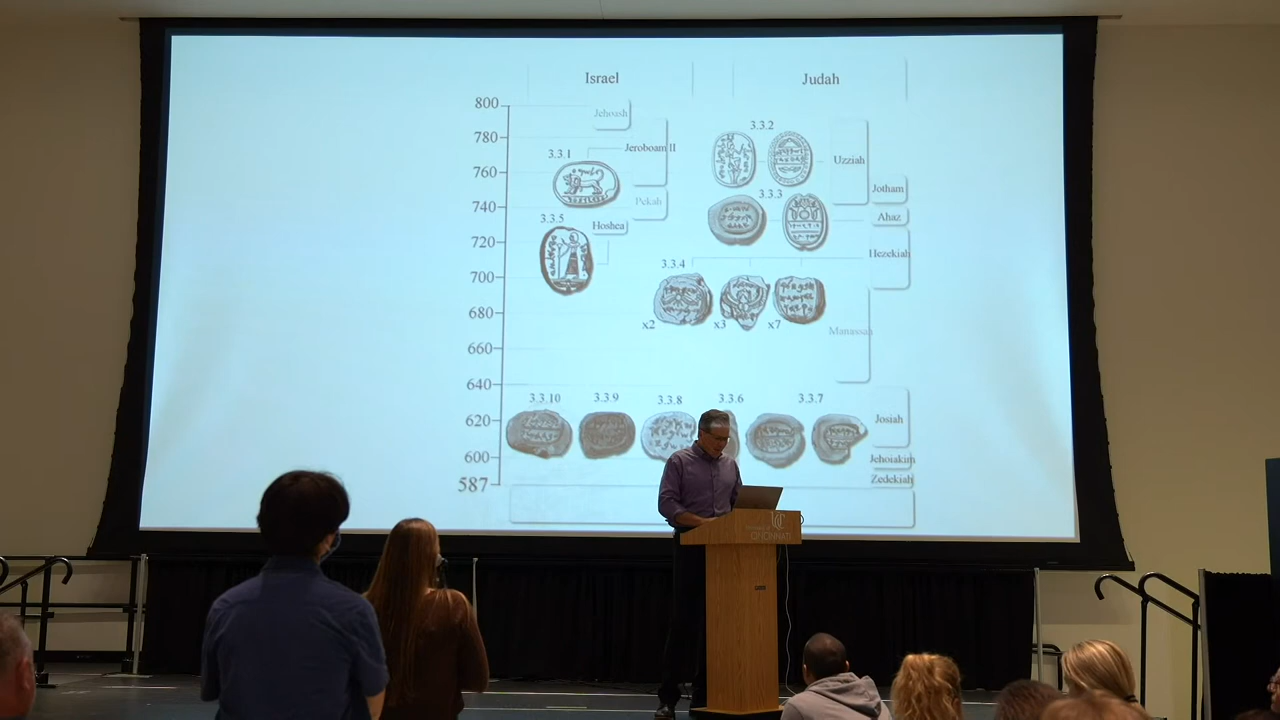 Israel
Judah
800
Jehoash
780
3.3.2
3.3.1
Jeroboam II
Uzziah
760
Pekah
3.3.3
Jotham
740
Ahaz
3.3.5
Hoshea
720
Hezekiah
3.3.4
700
680
x2
x3
x7
Manasseh
660
640
3.3.10
3.3.9
3.3.8
3.3.6
3.3.7
620
Josiah
600
Jehoiakim
Zedekiah
587
UC
CINCINNATI